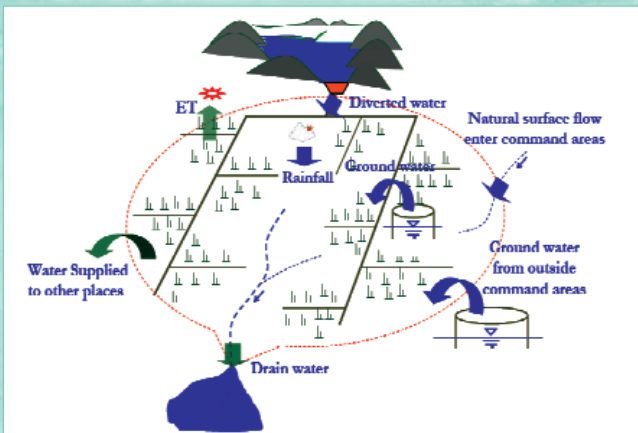 Diverted water
ET
Natural surface flow
enter command areas
Ground water
Rainfall
Ground water
from outside
command areas
Water Supplied
to other places
Drain water